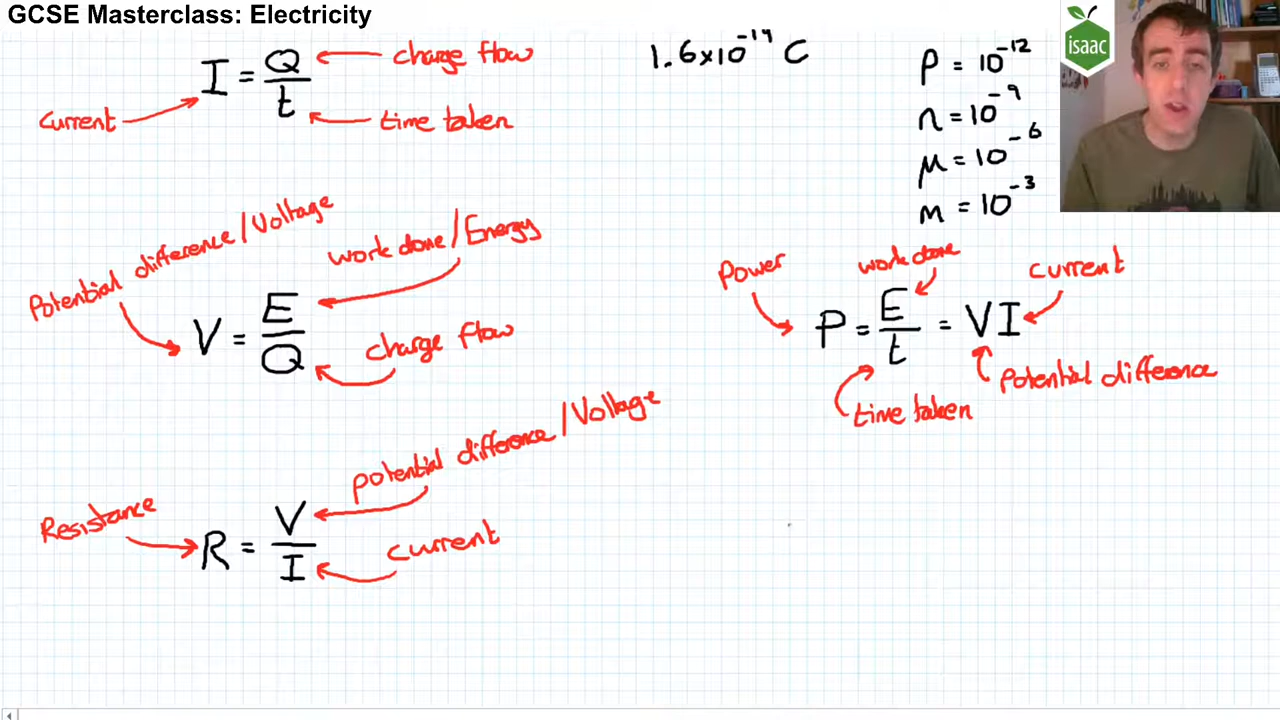 GCSE Masterclass: Electricity
I = Q/t
charge flow
Current
time taken
1.6×10⁻¹⁹ C
p = 10⁻¹²
n = 10⁻⁹
μ = 10⁻⁶
m = 10⁻³
isaac
Potential difference/Voltage
work done/Energy
V = E/Q
charge flow
Power
work done
current
P = E/t = VI
time taken
potential difference
Resistance
potential difference/Voltage
R = V/I
current